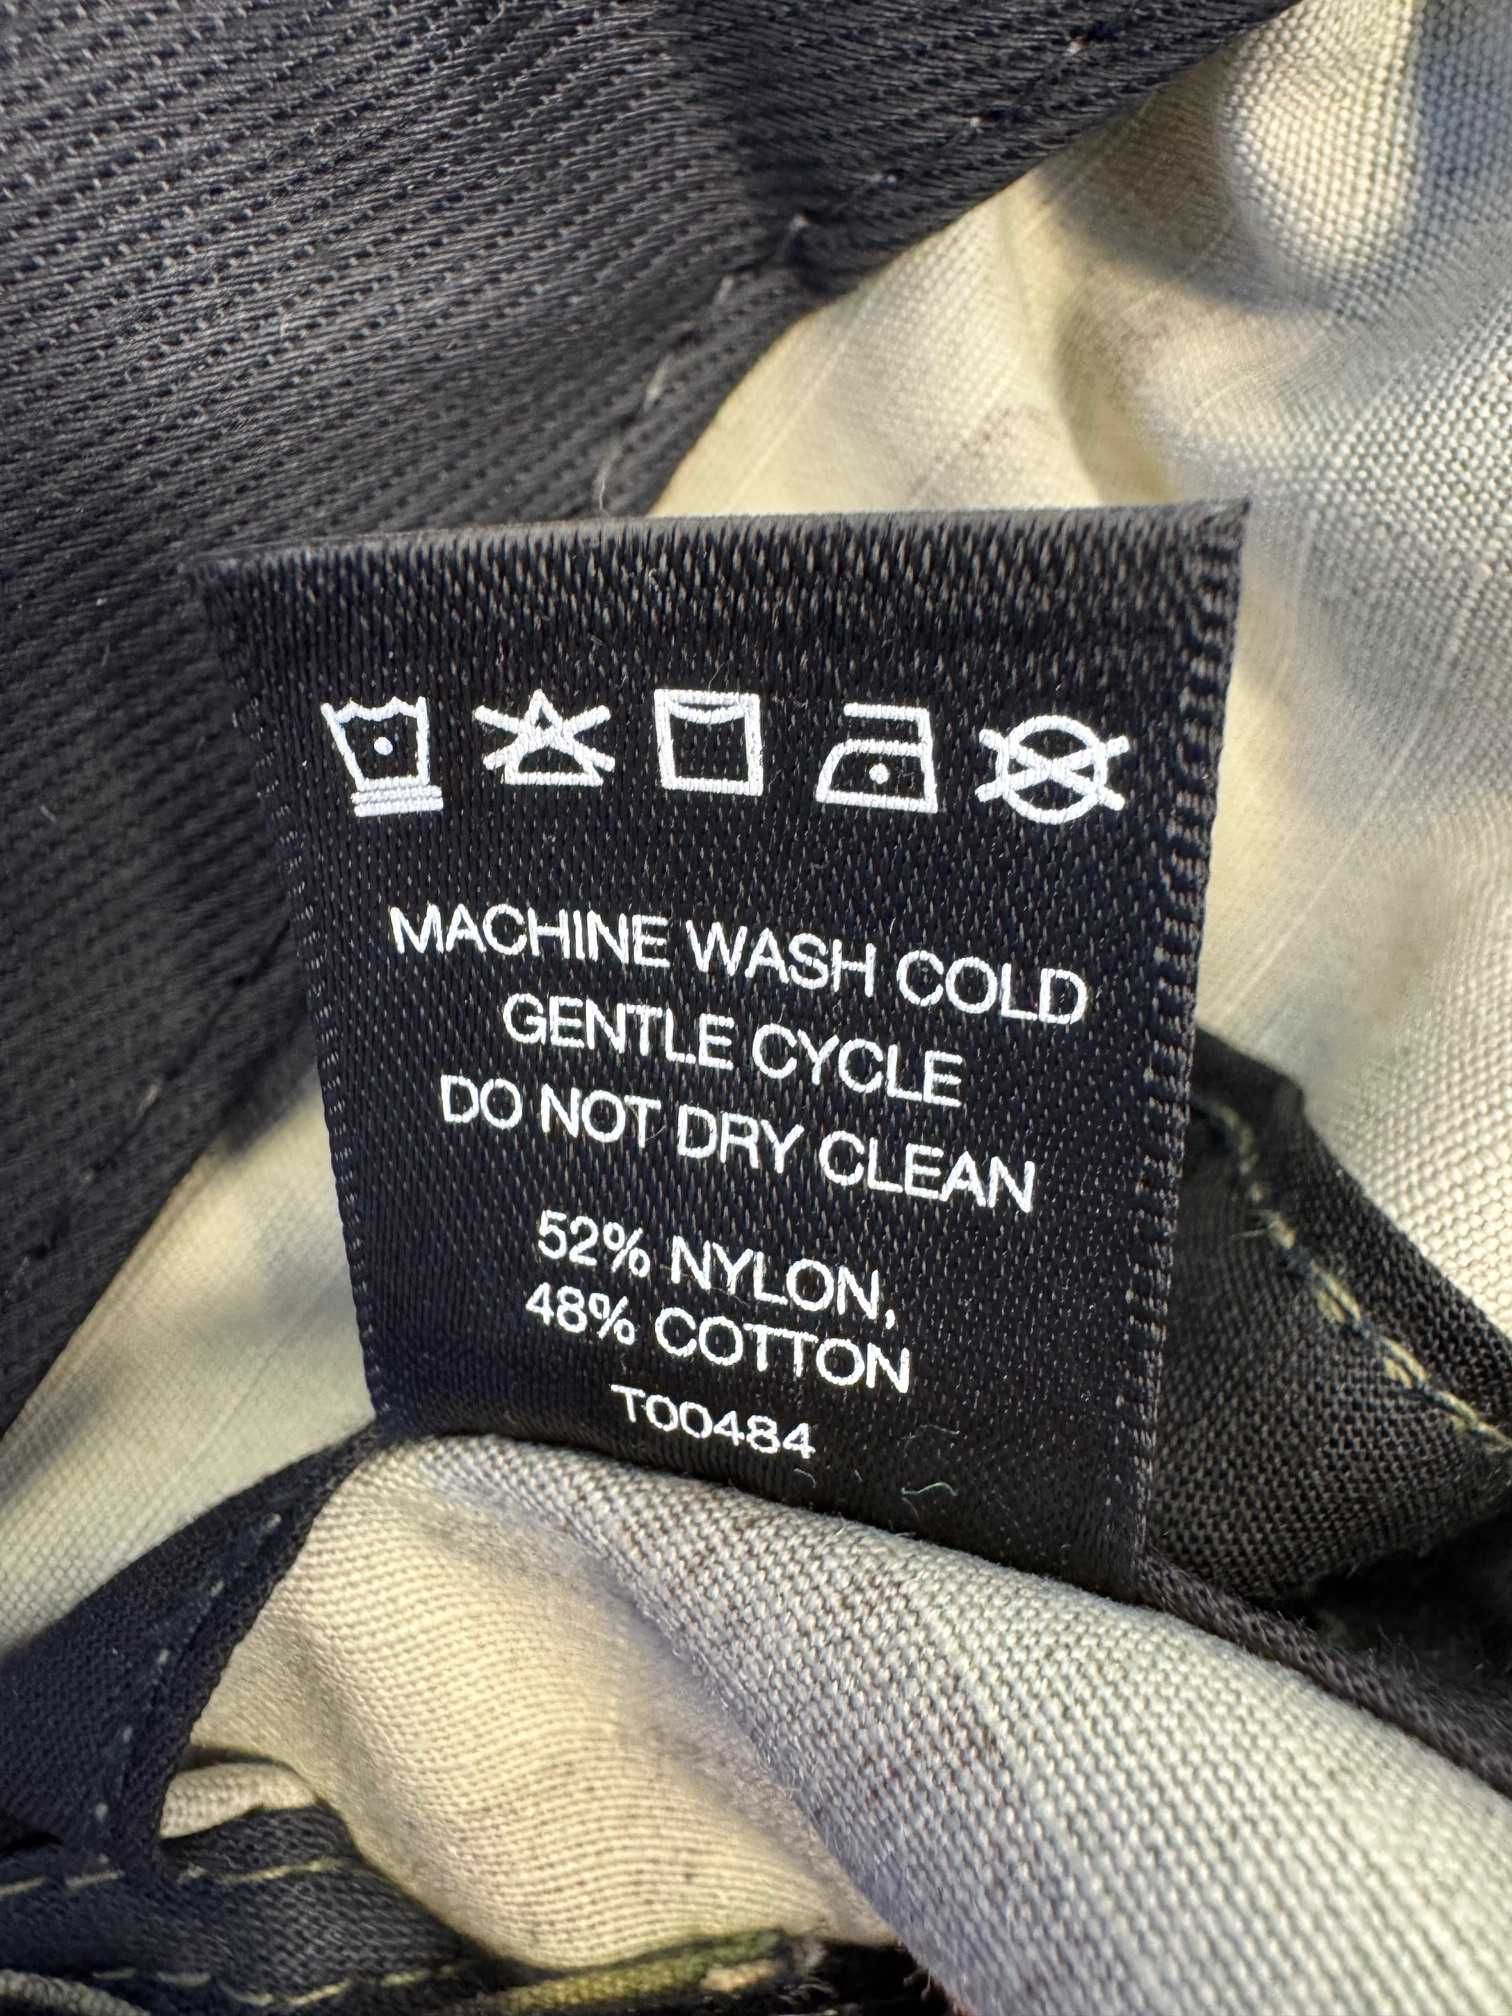 MACHINE WASH COLD
GENTLE CYCLE
DO NOT DRY CLEAN
52% NYLON,
48% COTTON
T00484